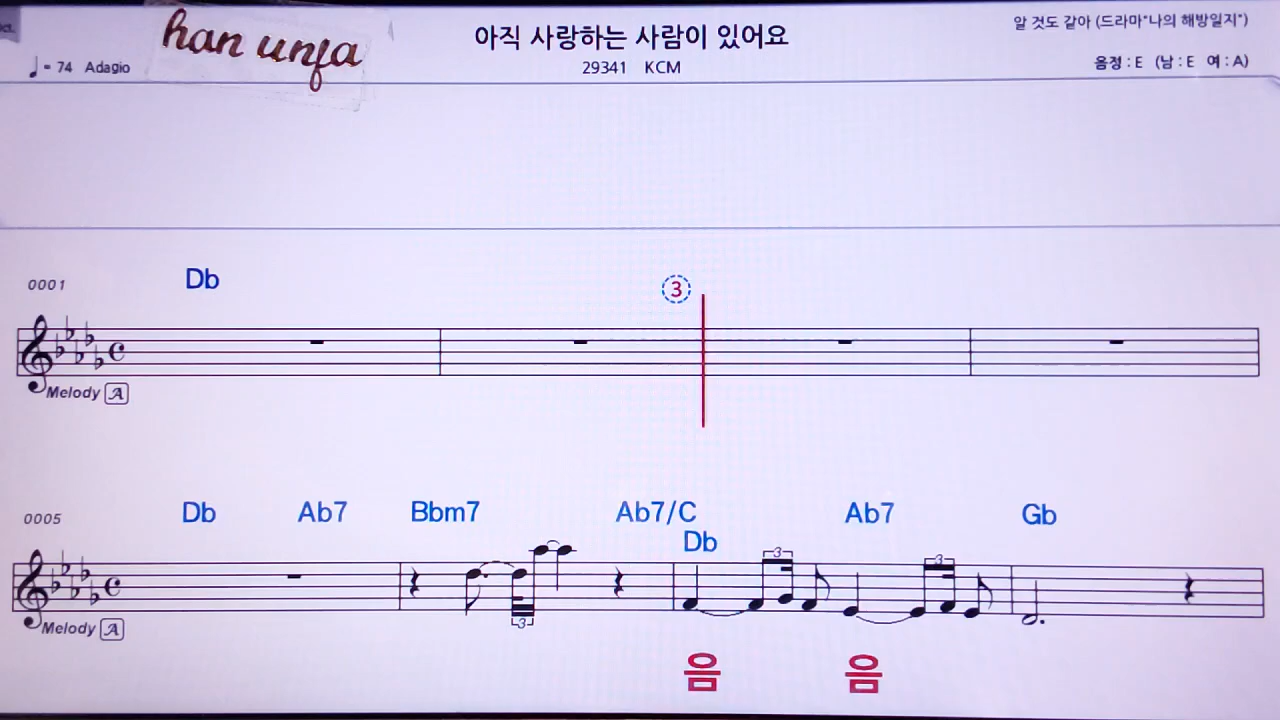 han unfa
아직 사랑하는 사람이 있어요
29341 KCM
알 것도 같아 (드라마"나의 해방일지")
♩= 74 Adagio
음정 : E (남 : E 여 : A)
0001 Db
3
Melody A
0005 Db Ab7 Bbm7 Ab7/C Ab7 Gb
Db
3 3
3
Melody A
음 음